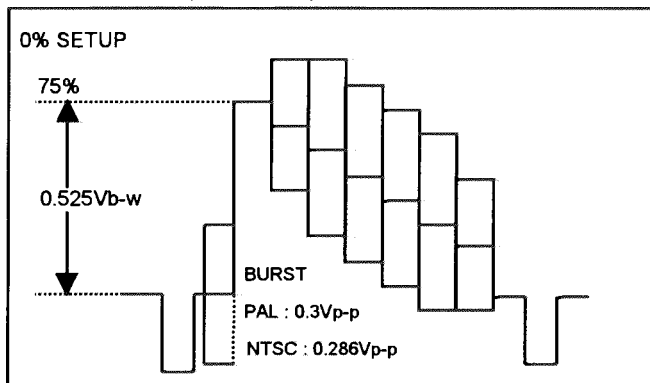 0% SETUP
75%
0.525Vb-w
BURST
PAL : 0.3Vp-p
NTSC : 0.286Vp-p